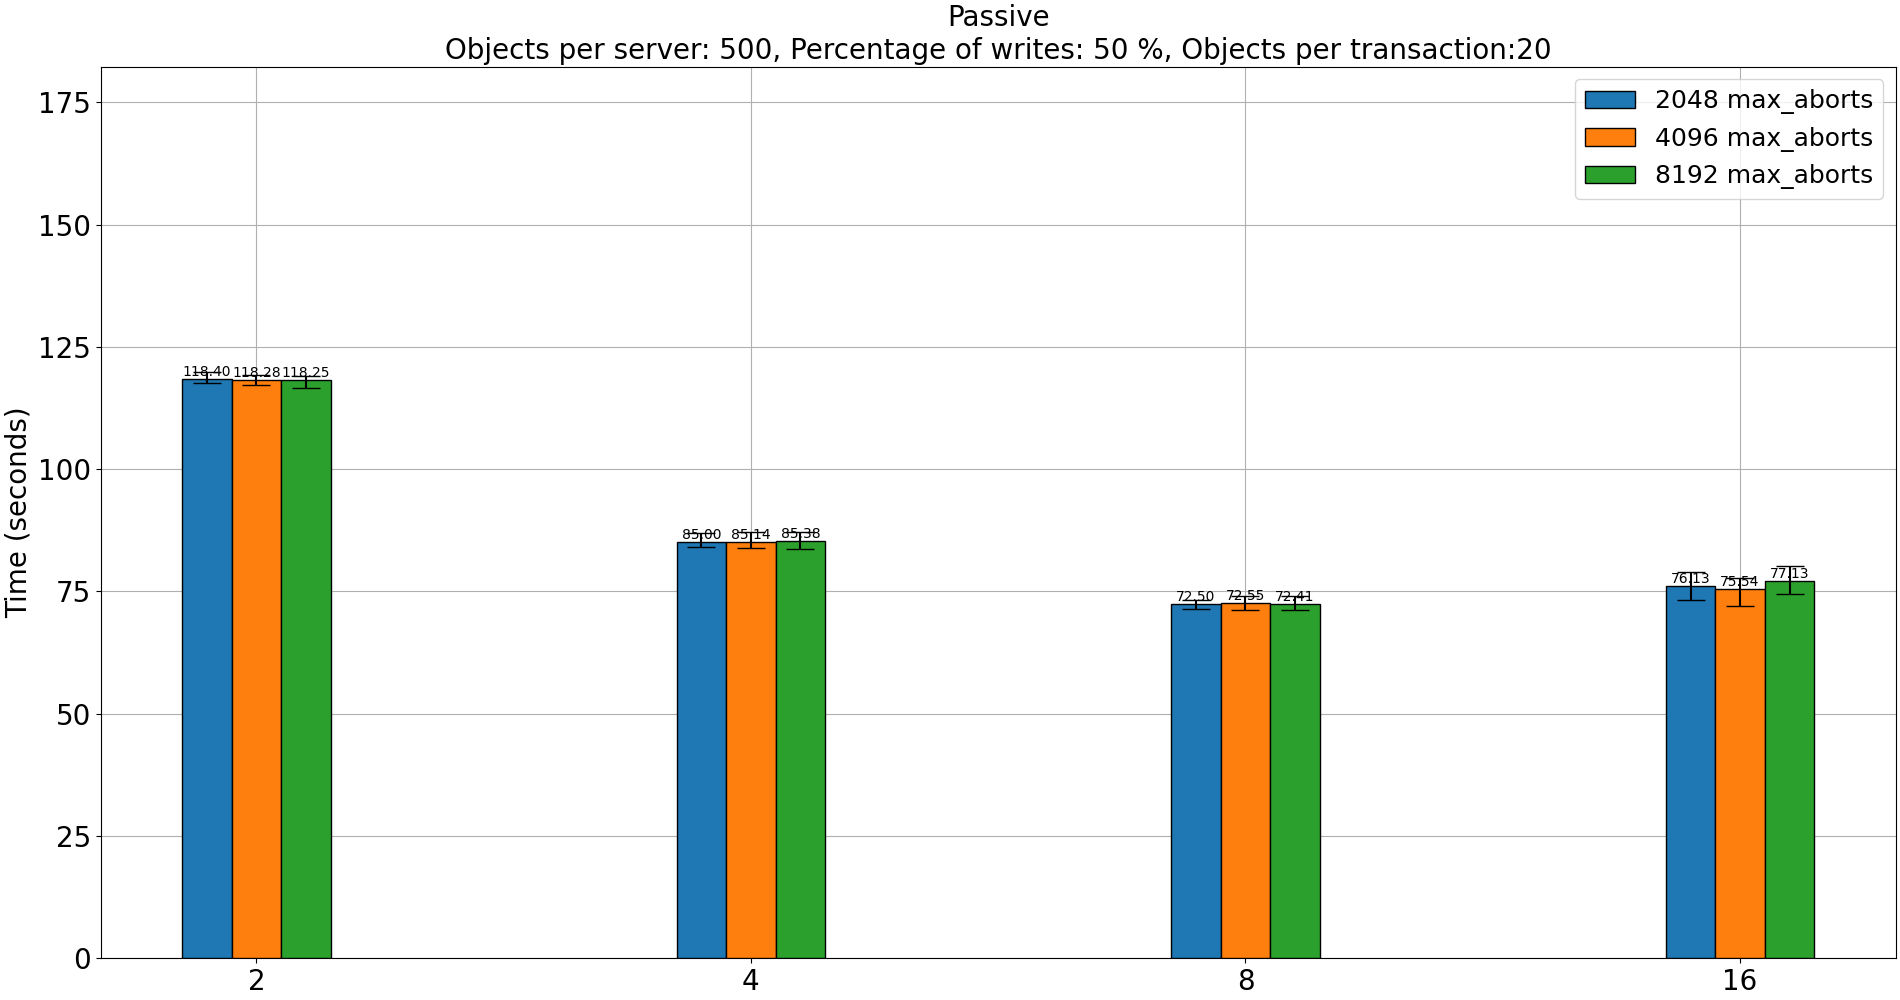 Passive
Objects per server: 500, Percentage of writes: 50 %, Objects per transaction:20
2048 max_aborts
4096 max_aborts
8192 max_aborts
Time (seconds)
175
150
125
100
75
50
25
0
118.40 118.28 118.25
85.00 85.14 85.38
72.50 72.55 72.41
76.13 75.54 77.13
2 4 8 16